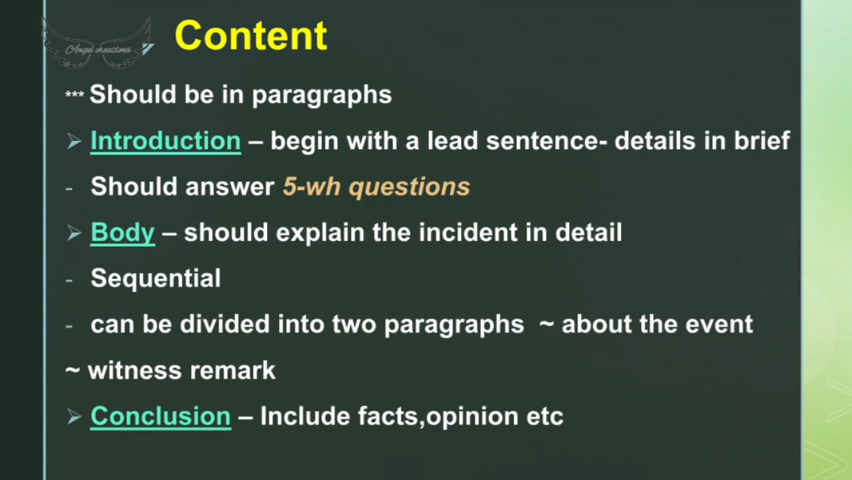 Angel creations
Content
*** Should be in paragraphs
➢ Introduction – begin with a lead sentence- details in brief
- Should answer 5-wh questions
➢ Body – should explain the incident in detail
- Sequential
- can be divided into two paragraphs ~ about the event
~ witness remark
➢ Conclusion – Include facts,opinion etc